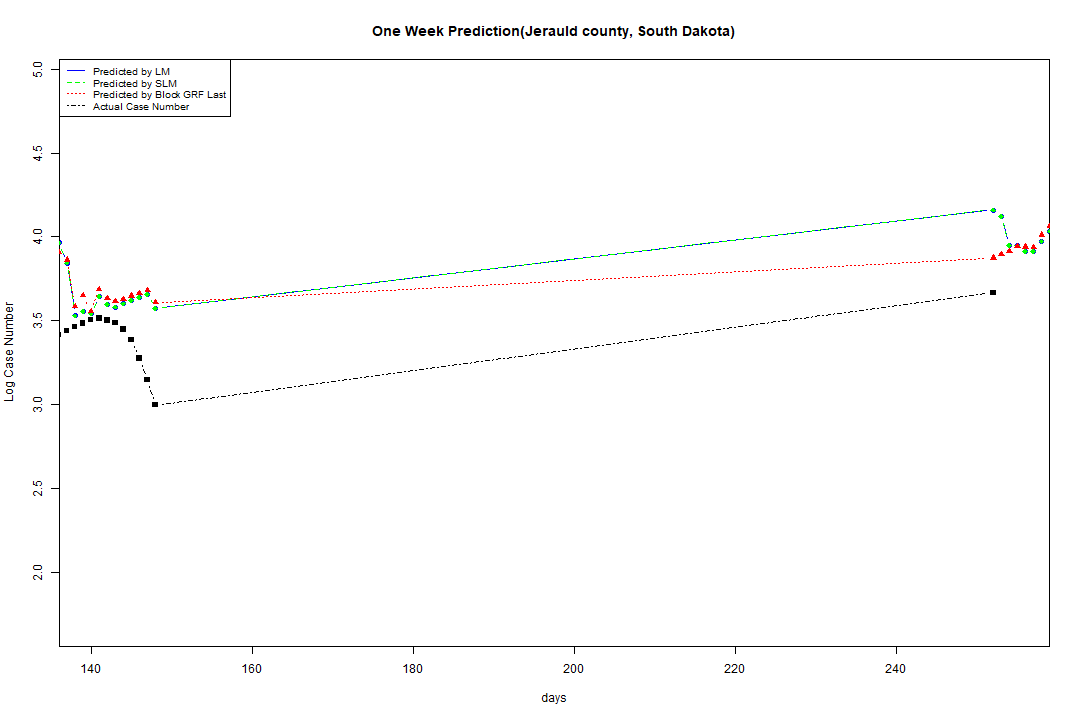 One Week Prediction(Jerauld county, South Dakota)
Predicted by LM
Predicted by SLM
Predicted by Block GRF Last
Actual Case Number
Log Case Number
5.0
4.5
4.0
3.5
3.0
2.5
2.0
140 160 180 200 220 240
days